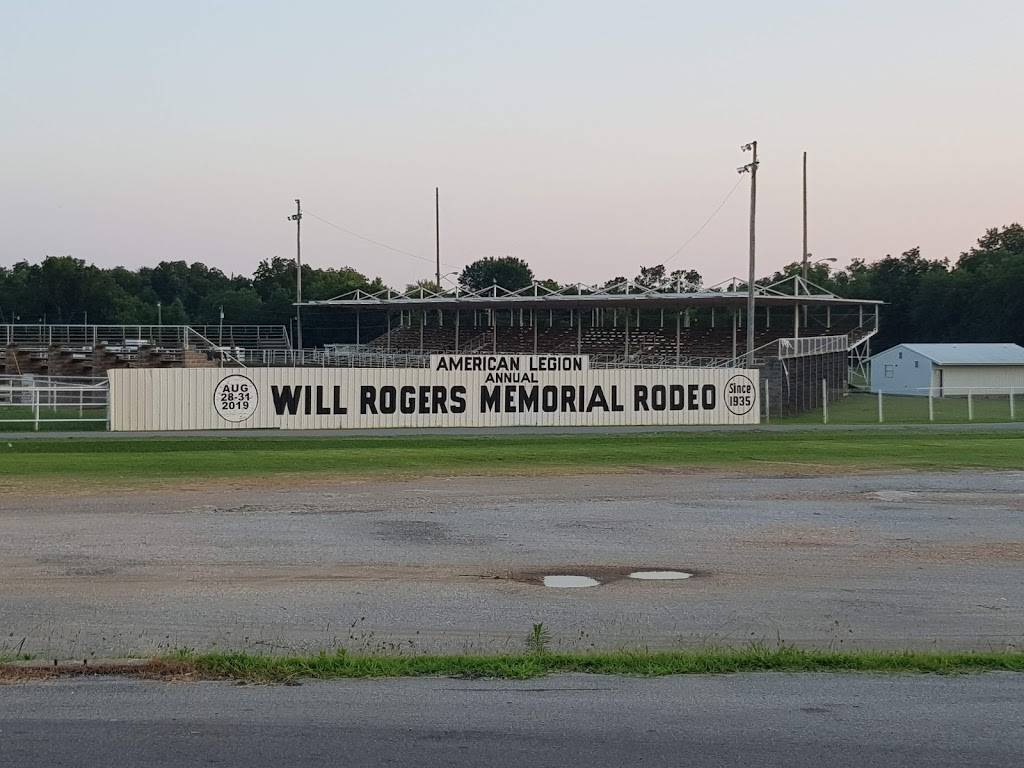 AMERICAN LEGION
ANNUAL
AUG
28-31
2019
WILL ROGERS MEMORIAL RODEO
Since
1935